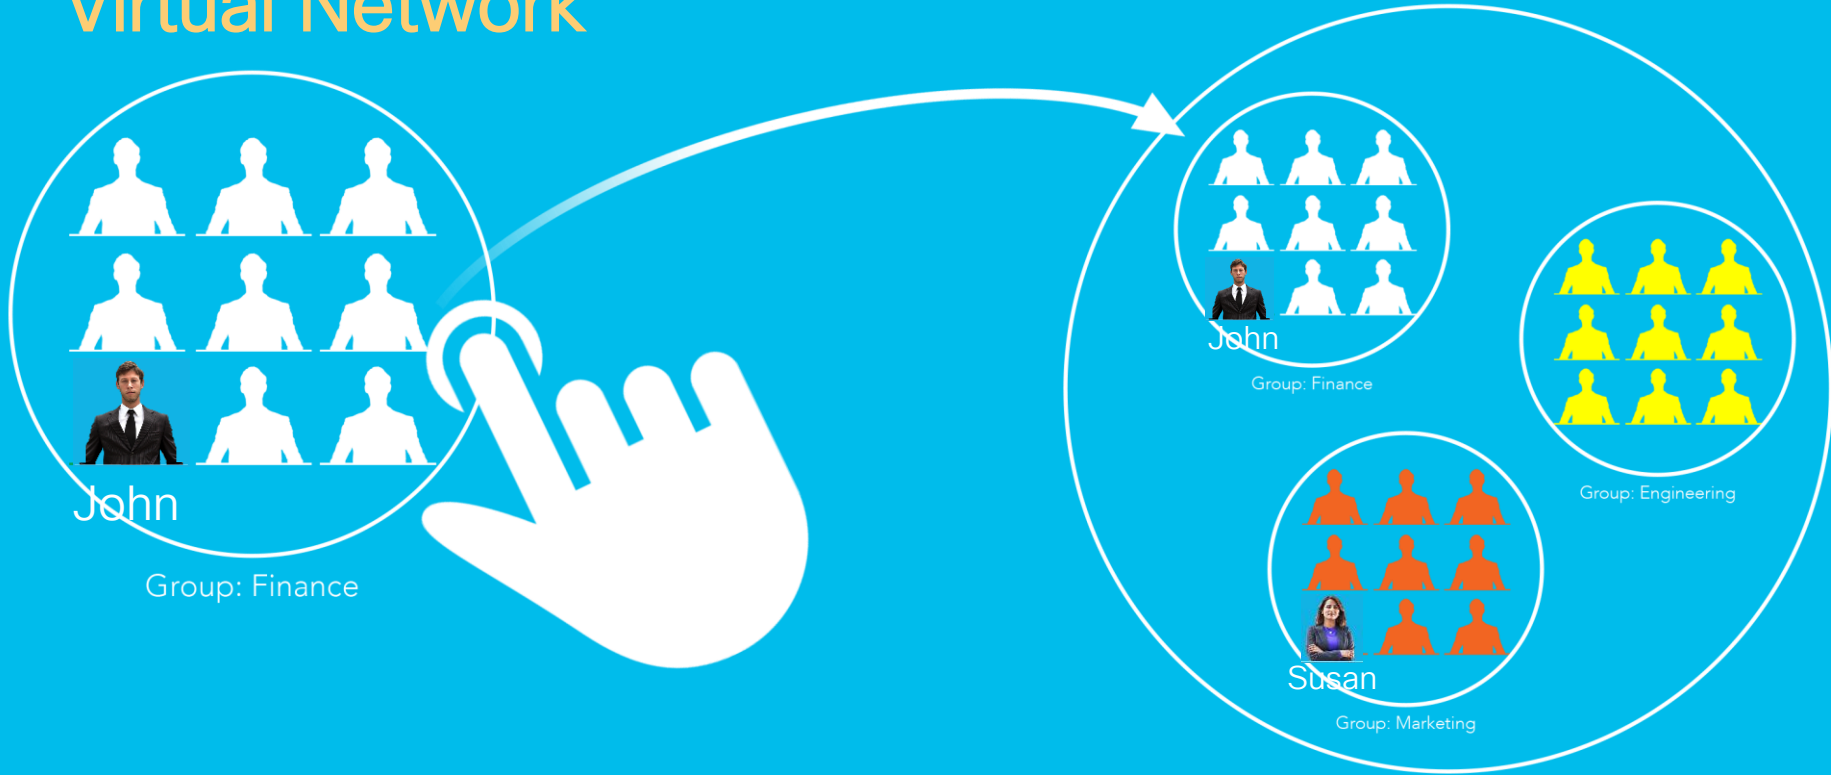 Virtual Network
John
Group: Finance
John
Group: Finance
Group: Engineering
Susan
Group: Marketing